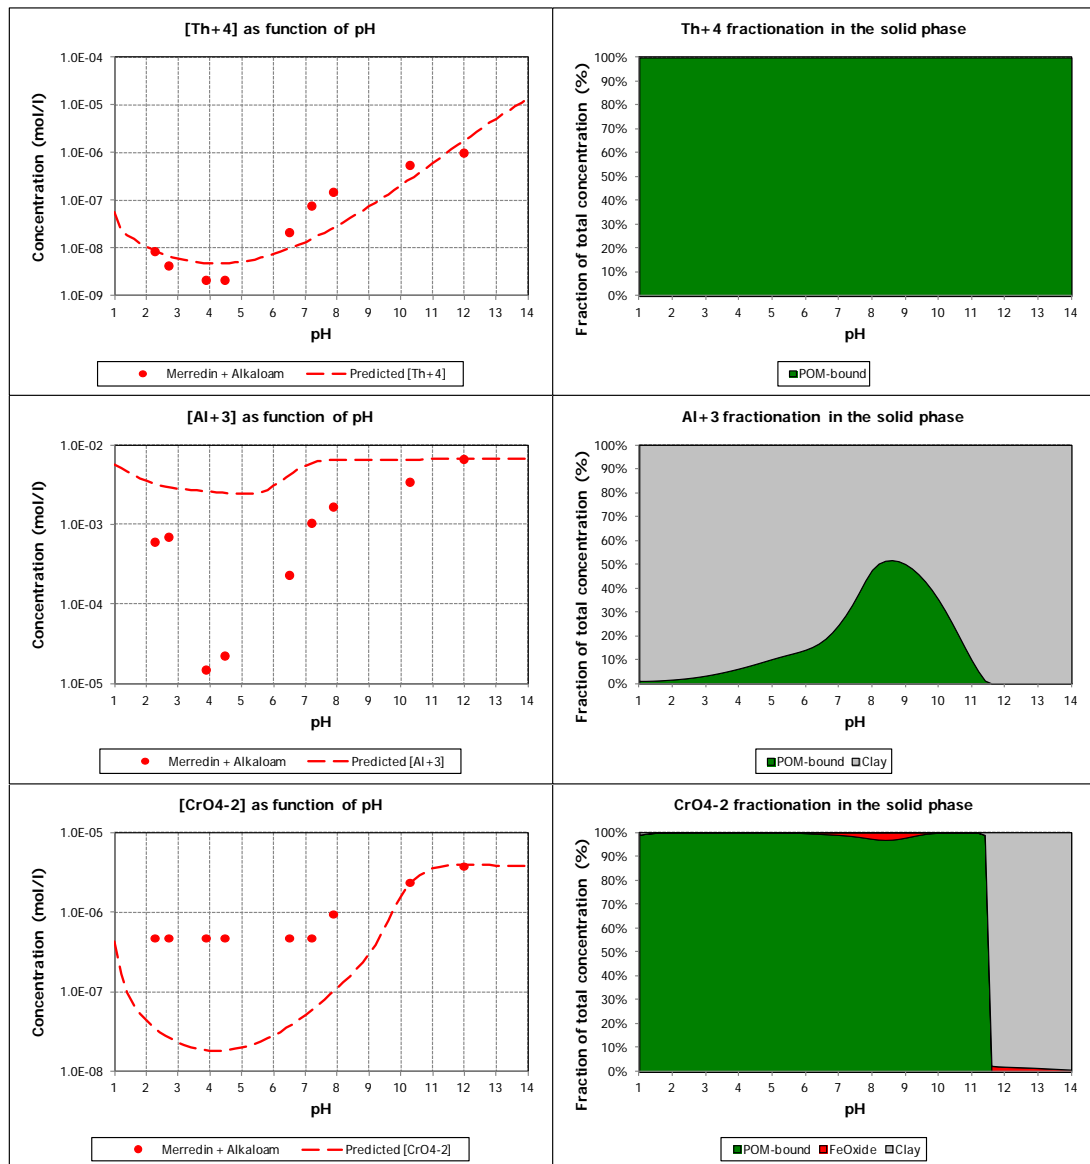 [Th+4] as function of pH
Concentration (mol/l)
1.0E-04
1.0E-05
1.0E-06
1.0E-07
1.0E-08
1.0E-09
1 2 3 4 5 6 7 8 9 10 11 12 13 14
pH
Merredin + Alkaloam Predicted [Th+4]
Th+4 fractionation in the solid phase
Fraction of total concentration (%)
100%
90%
80%
70%
60%
50%
40%
30%
20%
10%
0%
1 2 3 4 5 6 7 8 9 10 11 12 13 14
pH
POM-bound
[Al+3] as function of pH
Concentration (mol/l)
1.0E-02
1.0E-03
1.0E-04
1.0E-05
1 2 3 4 5 6 7 8 9 10 11 12 13 14
pH
Merredin + Alkaloam Predicted [Al+3]
Al+3 fractionation in the solid phase
Fraction of total concentration (%)
100%
90%
80%
70%
60%
50%
40%
30%
20%
10%
0%
1 2 3 4 5 6 7 8 9 10 11 12 13 14
pH
POM-bound Clay
[CrO4-2] as function of pH
Concentration (mol/l)
1.0E-05
1.0E-06
1.0E-07
1.0E-08
1 2 3 4 5 6 7 8 9 10 11 12 13 14
pH
Merredin + Alkaloam Predicted [CrO4-2]
CrO4-2 fractionation in the solid phase
Fraction of total concentration (%)
100%
90%
80%
70%
60%
50%
40%
30%
20%
10%
0%
1 2 3 4 5 6 7 8 9 10 11 12 13 14
pH
POM-bound FeOxide Clay